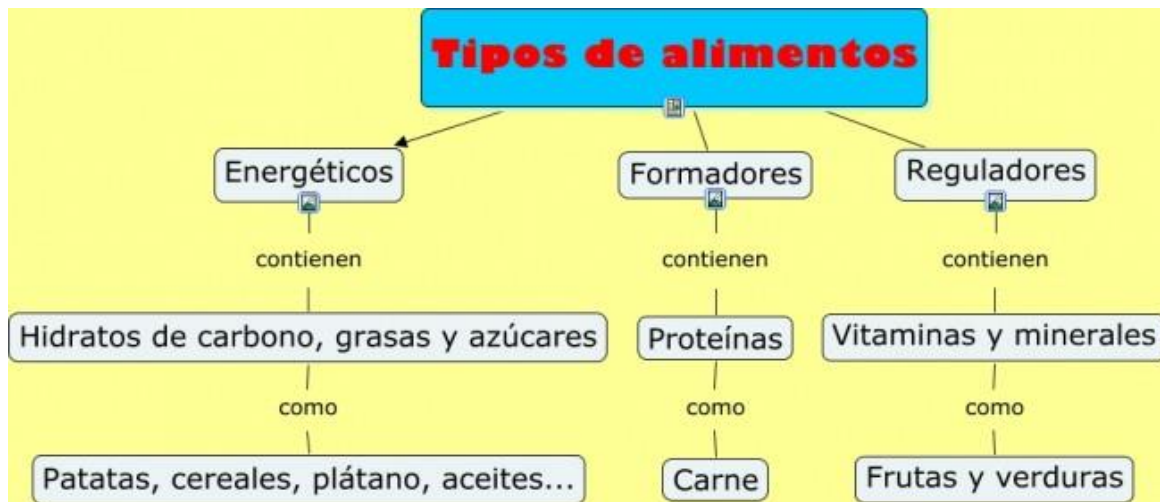 Tipos de alimentos
Energéticos
Formadores
Reguladores
contienen
contienen
contienen
Hidratos de carbono, grasas y azúcares
Proteínas
Vitaminas y minerales
como
como
como
Patatas, cereales, plátano, aceites...
Carne
Frutas y verduras